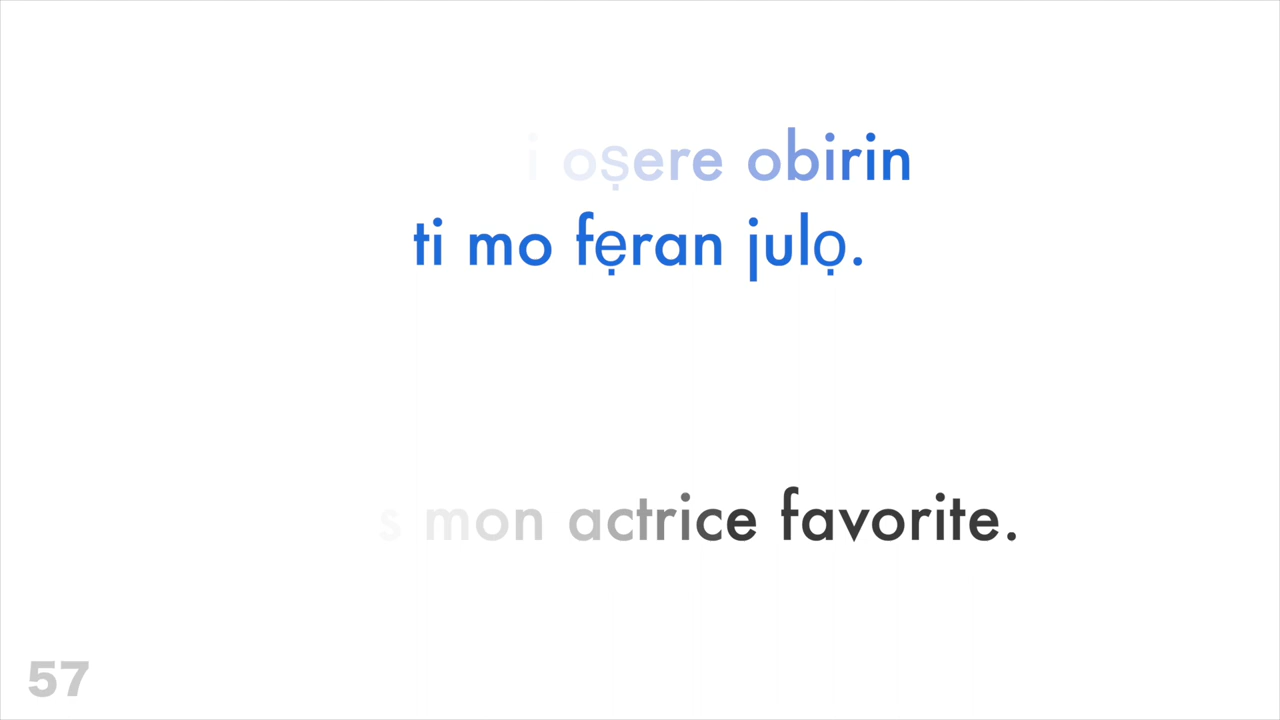 i oṣere obirin
ti mo fẹran julọ.
s mon actrice favorite.
57